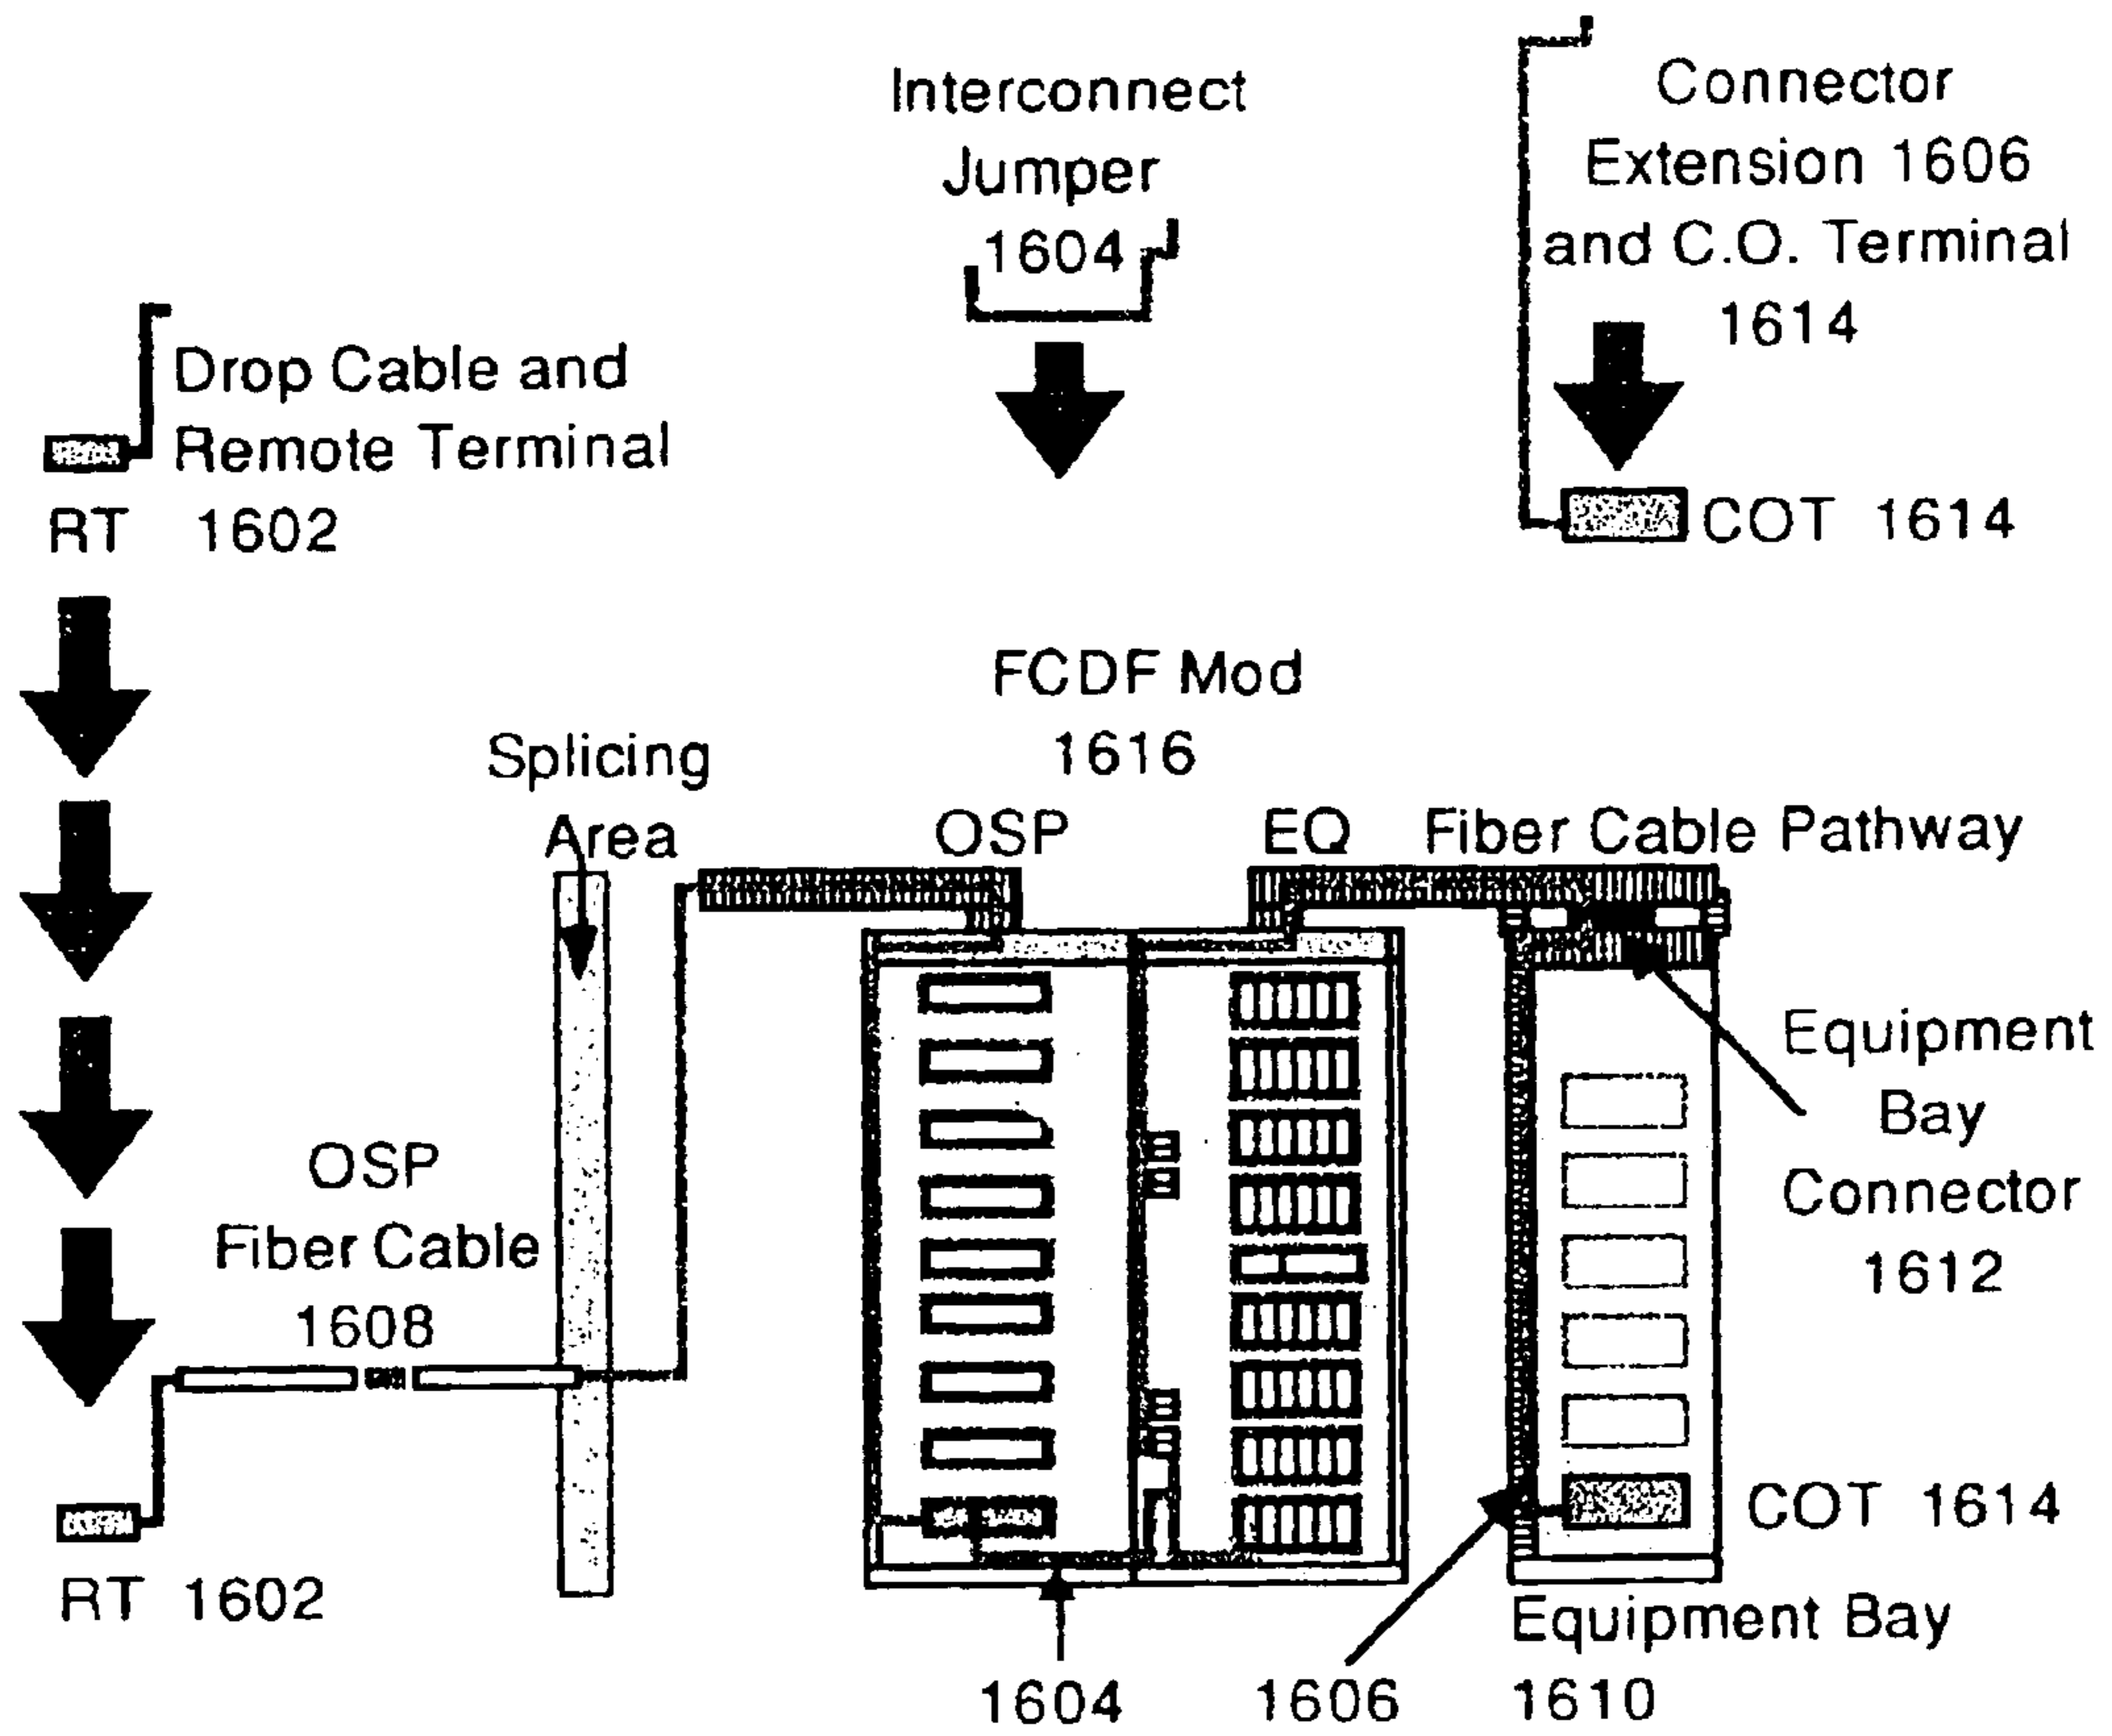 Interconnect
Jumper
1604
Connector
Extension 1606
and C.O. Terminal
1614
Drop Cable and
Remote Terminal
RT 1602
COT 1614
FCDF Mod
1616
Splicing
Area
OSP
EQ
Fiber Cable Pathway
Equipment
Bay
Connector
1612
OSP
Fiber Cable
1608
COT 1614
RT 1602
Equipment Bay
1604
1606
1610